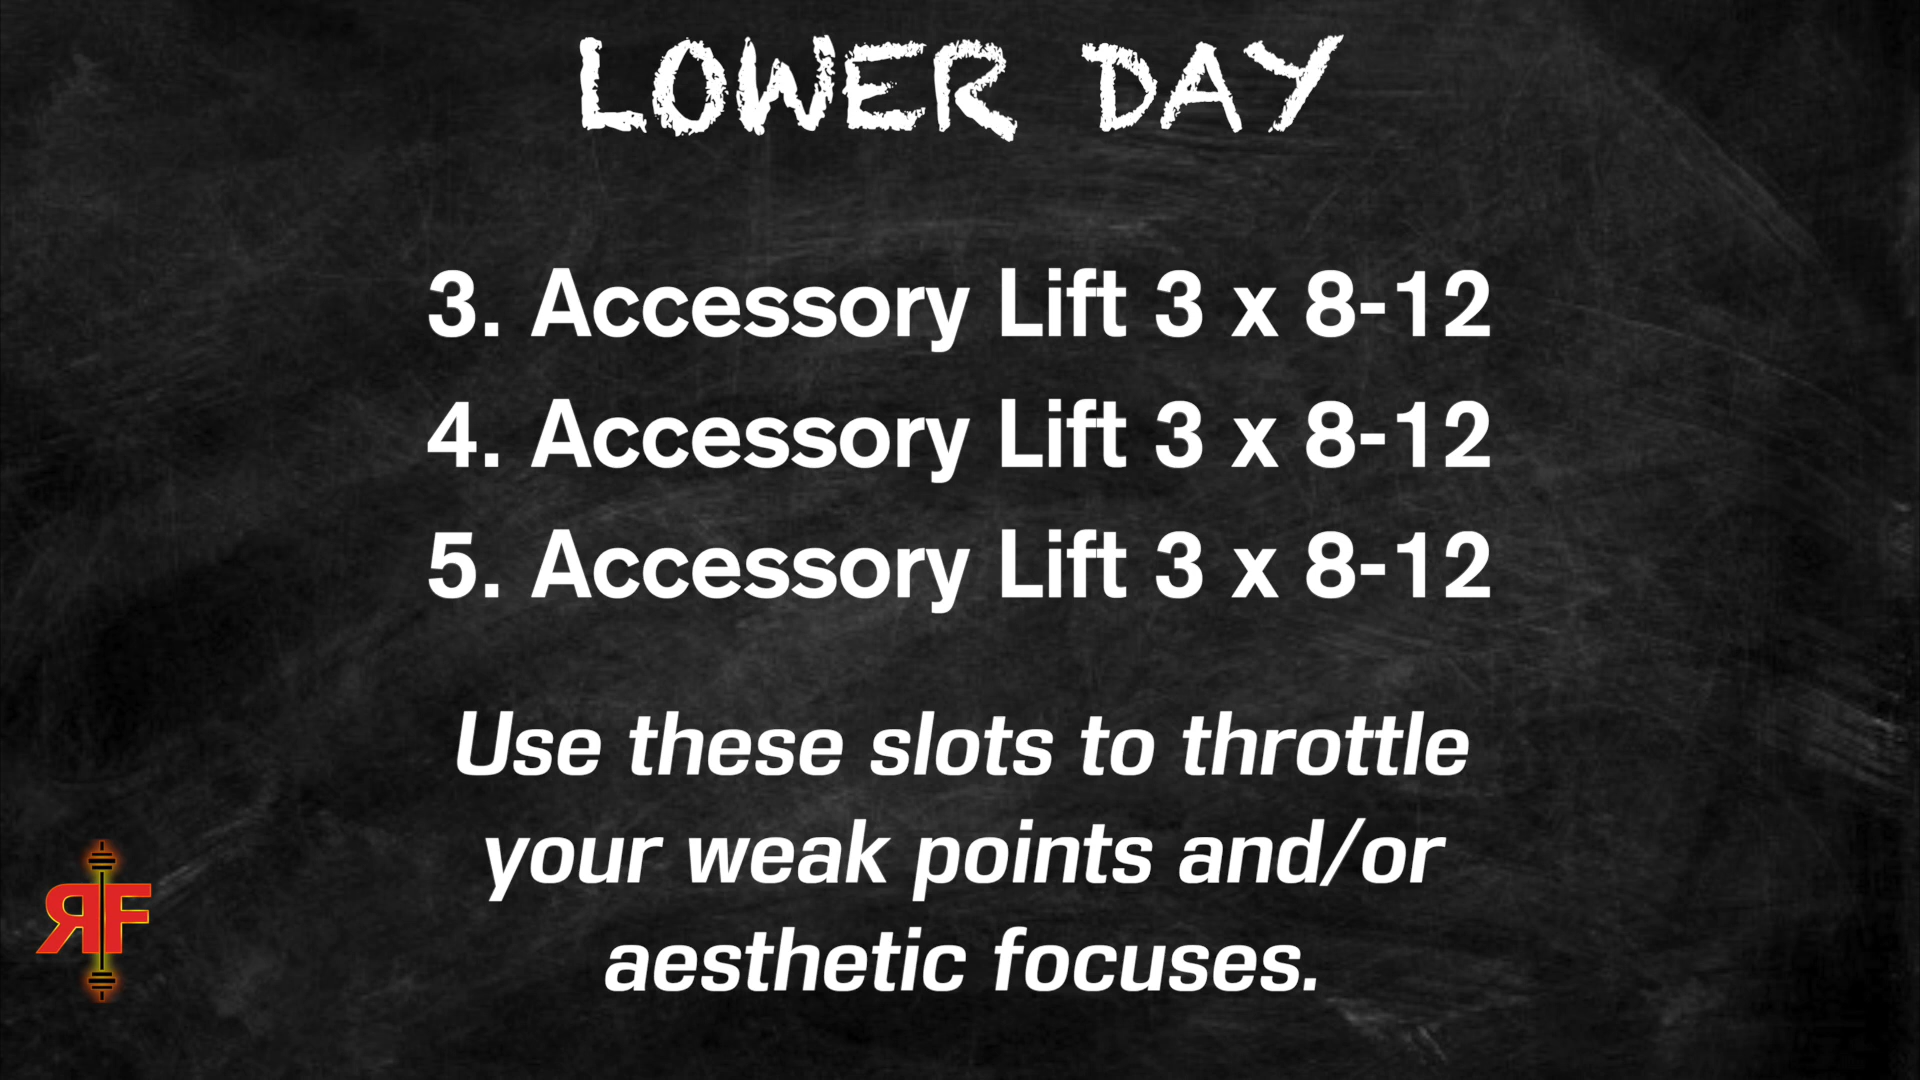 LOWER DAY
3. Accessory Lift 3 x 8-12
4. Accessory Lift 3 x 8-12
5. Accessory Lift 3 x 8-12
Use these slots to throttle
your weak points and/or
aesthetic focuses.
RF